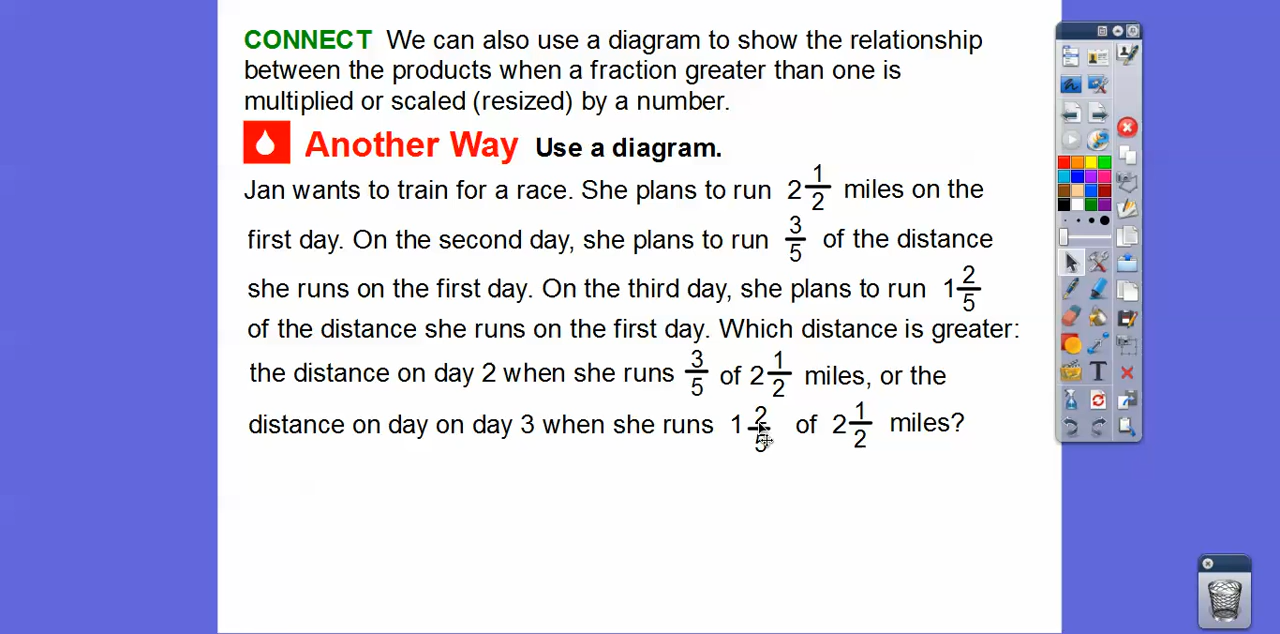 CONNECT We can also use a diagram to show the relationship
between the products when a fraction greater than one is
multiplied or scaled (resized) by a number.
Another Way Use a diagram.
Jan wants to train for a race. She plans to run 2 1/2 miles on the
first day. On the second day, she plans to run 3/5 of the distance
she runs on the first day. On the third day, she plans to run 1 2/5
of the distance she runs on the first day. Which distance is greater:
the distance on day 2 when she runs 3/5 of 2 1/2 miles, or the
distance on day on day 3 when she runs 1 2/5 of 2 1/2 miles?